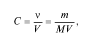 C = ν/V = m/MV,